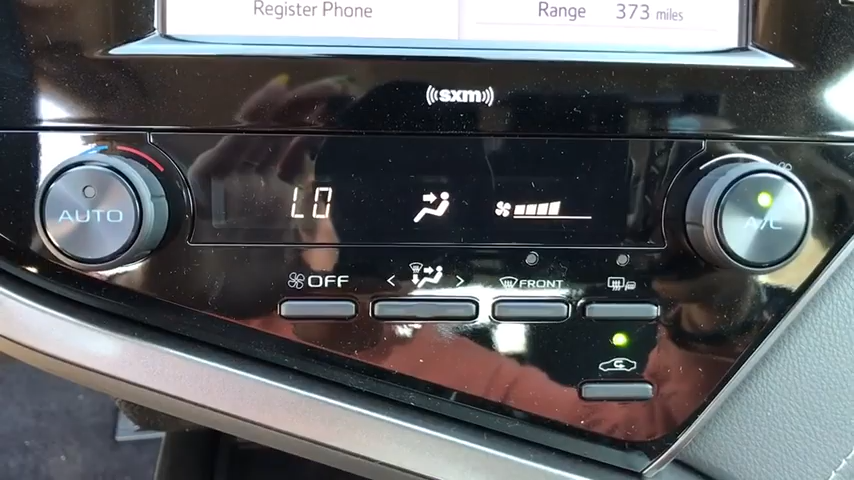 Register Phone
Range 373 miles
((sxm))
AUTO
LO
A/C
OFF
< >
FRONT